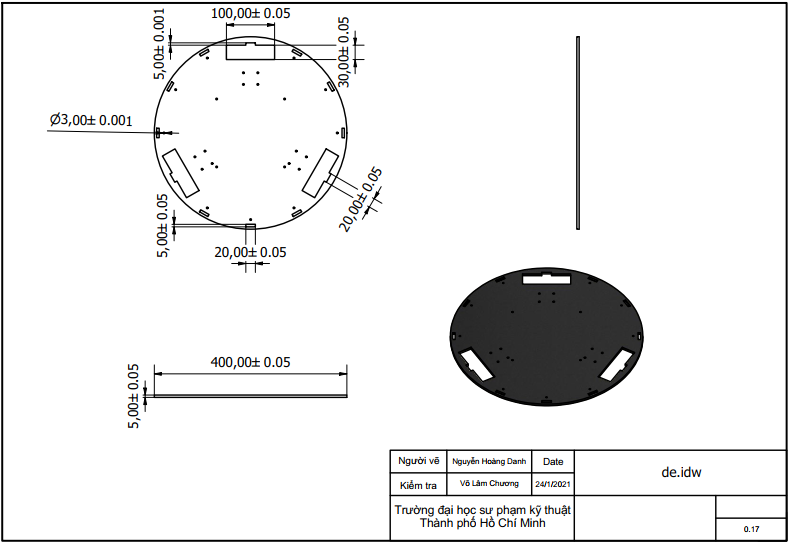 100,00± 0.05
5,00± 0.001
30,00± 0.05
Ø3,00± 0.001
20,00± 0.05
5,00± 0.05
20,00± 0.05
400,00± 0.05
5,00± 0.05
Người vẽ Nguyễn Hoàng Danh Date
de.idw
Kiểm tra Võ Lâm Chương 24/1/2021
Trường đại học sư phạm kỹ thuật
Thành phố Hồ Chí Minh
0.17